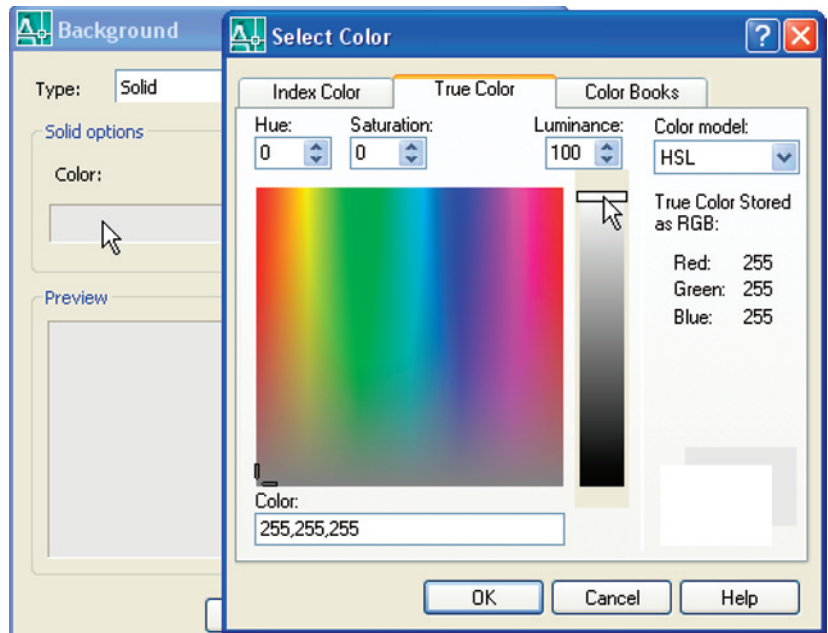 Background
Type: Solid
Solid options
Color:
Preview
Select Color
Index Color True Color Color Books
Hue: Saturation: Luminance: Color model:
0 0 100 HSL
True Color Stored
as RGB:
Red: 255
Green: 255
Blue: 255
Color:
255,255,255
OK Cancel Help